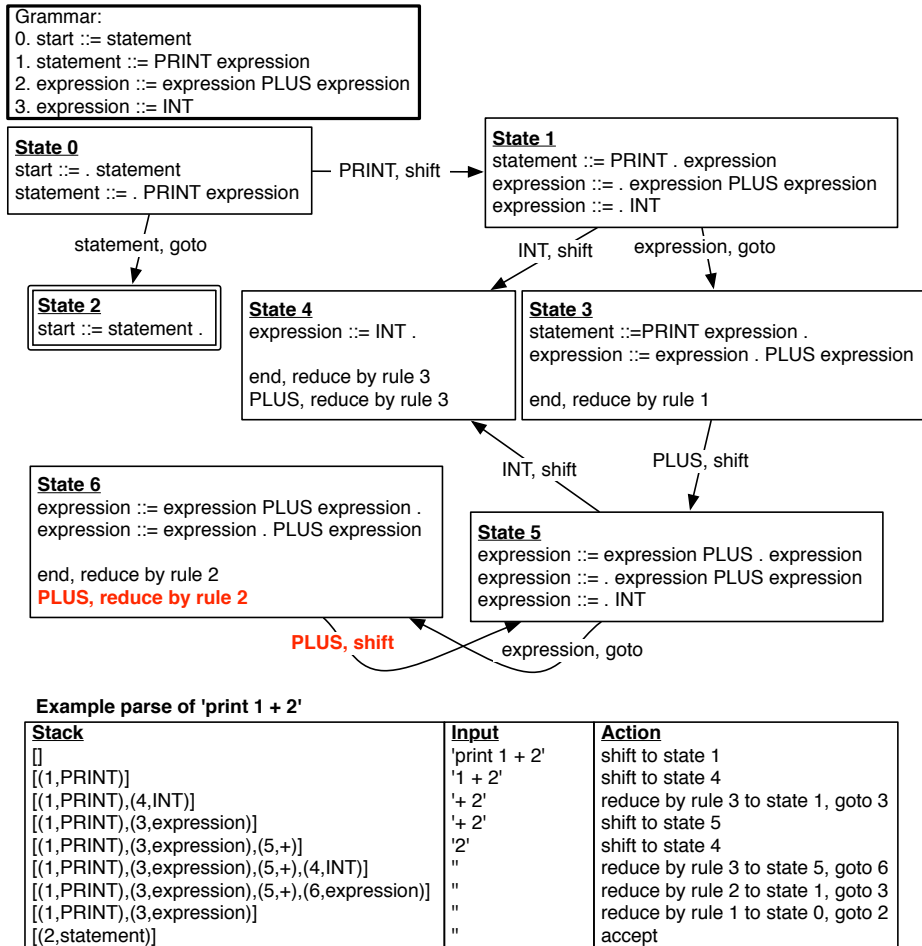 Grammar:
0. start ::= statement
1. statement ::= PRINT expression
2. expression ::= expression PLUS expression
3. expression ::= INT
State 0
start ::= . statement
statement ::= . PRINT expression
PRINT, shift
State 1
statement ::= PRINT . expression
expression ::= . expression PLUS expression
expression ::= . INT
statement, goto
INT, shift
expression, goto
State 2
start ::= statement .
State 4
expression ::= INT .
end, reduce by rule 3
PLUS, reduce by rule 3
State 3
statement ::=PRINT expression .
expression ::= expression . PLUS expression
end, reduce by rule 1
INT, shift
PLUS, shift
State 6
expression ::= expression PLUS expression .
expression ::= expression . PLUS expression
end, reduce by rule 2
PLUS, reduce by rule 2
State 5
expression ::= expression PLUS . expression
expression ::= . expression PLUS expression
expression ::= . INT
PLUS, shift
expression, goto
Example parse of 'print 1 + 2'
Stack Input Action
[] 'print 1 + 2' shift to state 1
[(1,PRINT)] '1 + 2' shift to state 4
[(1,PRINT),(4,INT)] '+ 2' reduce by rule 3 to state 1, goto 3
[(1,PRINT),(3,expression)] '+ 2' shift to state 5
[(1,PRINT),(3,expression),(5,+)] '2' shift to state 4
[(1,PRINT),(3,expression),(5,+),(4,INT)] '' reduce by rule 3 to state 5, goto 6
[(1,PRINT),(3,expression),(5,+),(6,expression)] '' reduce by rule 2 to state 1, goto 3
[(1,PRINT),(3,expression)] '' reduce by rule 1 to state 0, goto 2
[(2,statement)] '' accept